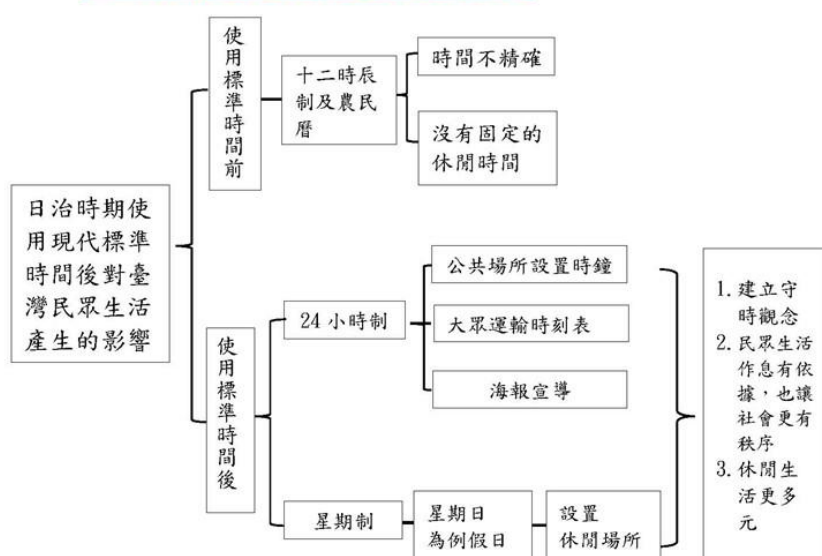 日治時期使
用現代標準
時間後對臺
灣民眾生活
產生的影響
使用標準時間前
十二時辰
制及農民
曆
時間不精確
沒有固定的
休閒時間
使用標準時間後
24 小時制
公共場所設置時鐘
大眾運輸時刻表
海報宣導
星期制
星期日
為例假日
設置
休閒場所
1. 建立守
時觀念
2. 民眾生活
作息有依
據,也讓
社會更有
秩序
3. 休閒生
活更多
元